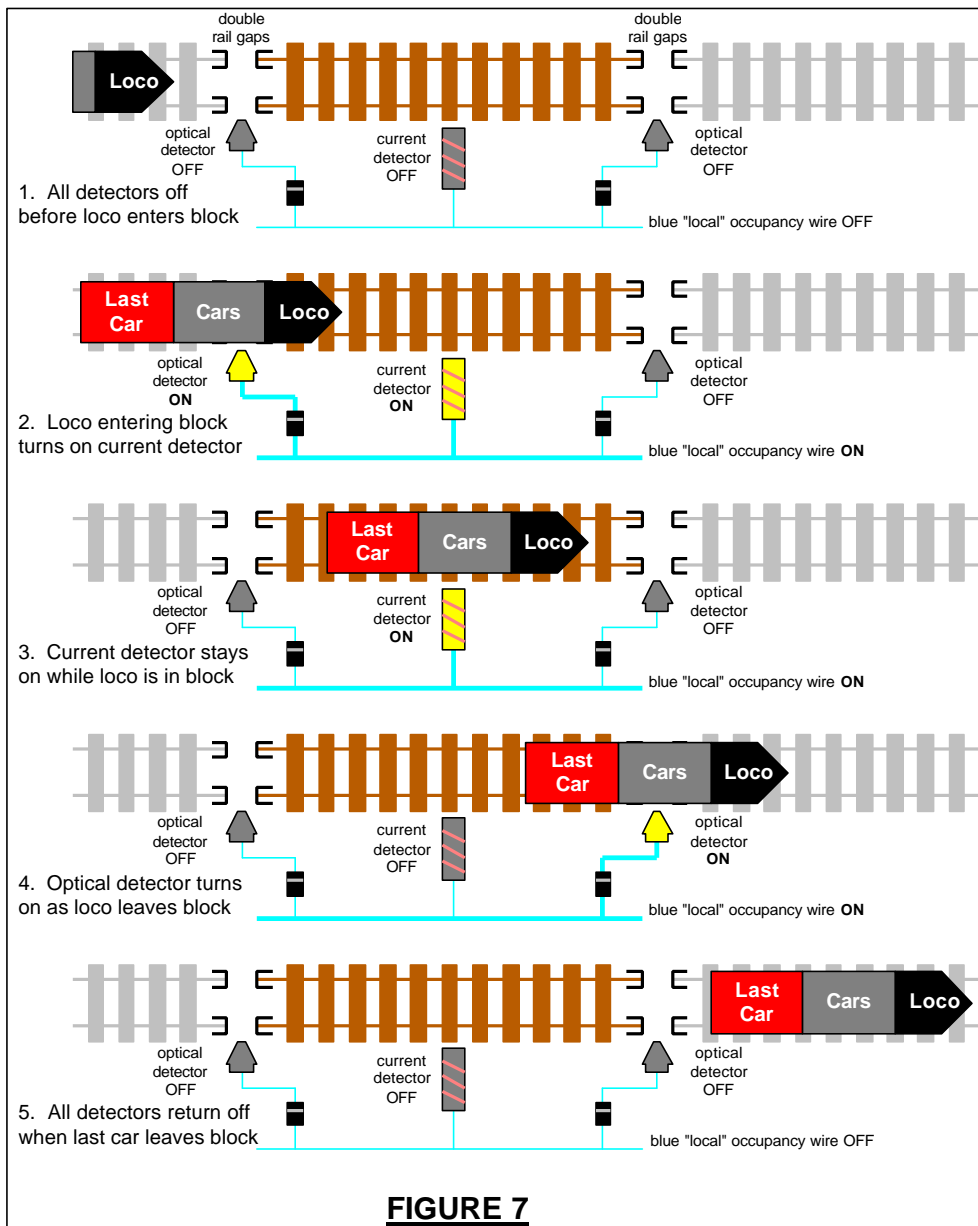 double
rail gaps
double
rail gaps
Loco
optical
detector
OFF
current
detector
OFF
optical
detector
OFF
1. All detectors off
before loco enters block
blue "local" occupancy wire OFF
Last
Car
Cars
Loco
optical
detector
ON
current
detector
ON
optical
detector
OFF
2. Loco entering block
turns on current detector
blue "local" occupancy wire ON
Last
Car
Cars
Loco
optical
detector
OFF
current
detector
ON
optical
detector
OFF
3. Current detector stays
on while loco is in block
blue "local" occupancy wire ON
Last
Car
Cars
Loco
optical
detector
OFF
current
detector
OFF
optical
detector
ON
4. Optical detector turns
on as loco leaves block
blue "local" occupancy wire ON
Last
Car
Cars
Loco
optical
detector
OFF
current
detector
OFF
optical
detector
OFF
5. All detectors return off
when last car leaves block
blue "local" occupancy wire OFF
FIGURE 7